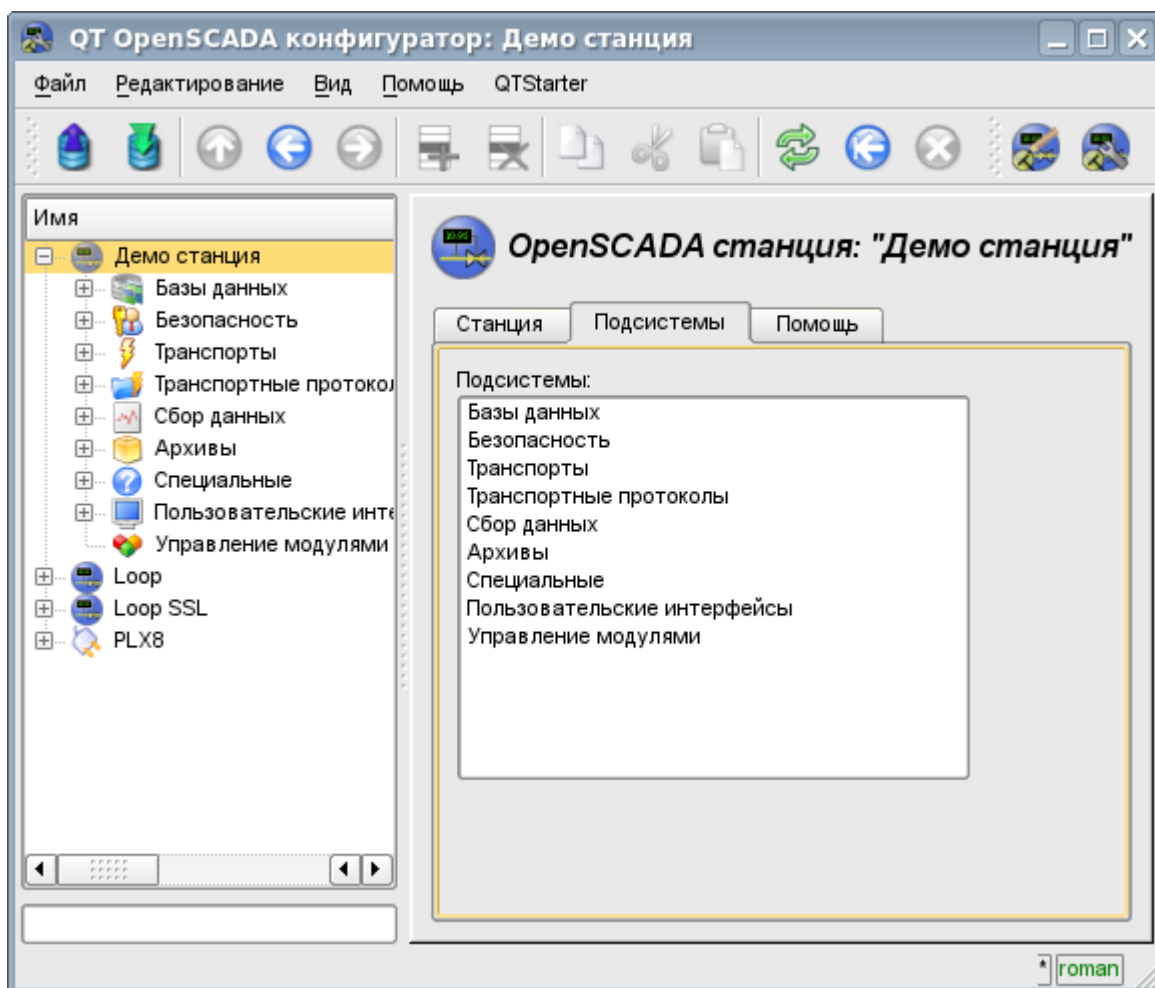 QT OpenSCADA конфигуратор: Демо станция
Файл Редактирование Вид Помощь QTStarter
Имя
Демо станция
Базы данных
Безопасность
Транспорты
Транспортные протокол
Сбор данных
Архивы
Специальные
Пользовательские инте
Управление модулями
Loop
Loop SSL
PLX8
OpenSCADA станция: "Демо станция"
Станция Подсистемы Помощь
Подсистемы:
Базы данных
Безопасность
Транспорты
Транспортные протоколы
Сбор данных
Архивы
Специальные
Пользовательские интерфейсы
Управление модулями
* roman